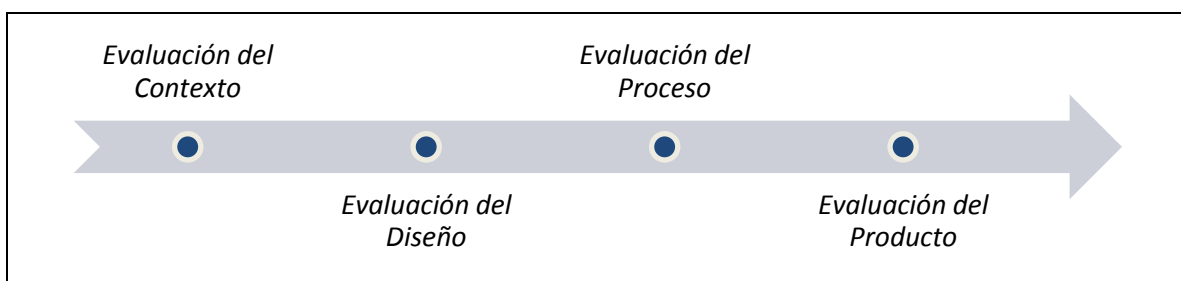 Evaluación del
Contexto
Evaluación del
Diseño
Evaluación del
Proceso
Evaluación del
Producto